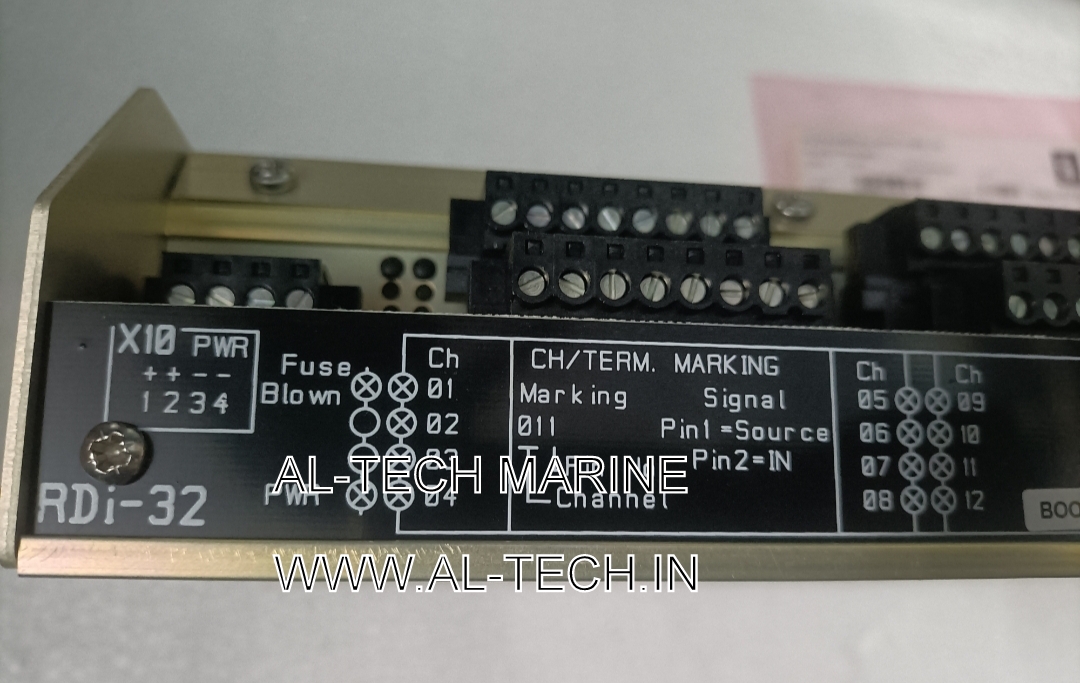 X10 PWR
+ + - -
1 2 3 4
Fuse
Blown
PWR
RDi-32
Ch
01
02
03
04
CH/TERM. MARKING
Marking Signal
011 Pin1=Source
Pin2=IN
Channel
Ch Ch
05 09
06 10
07 11
08 12
AL-TECH MARINE
WWW.AL-TECH.IN